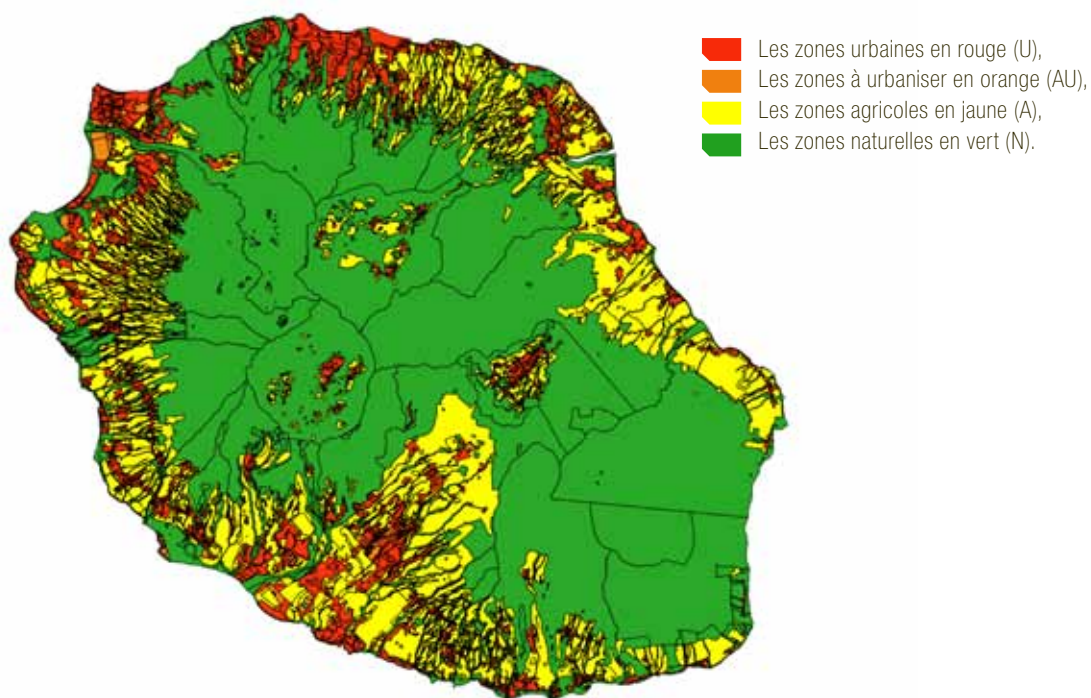 Les zones urbaines en rouge (U),
Les zones à urbaniser en orange (AU),
Les zones agricoles en jaune (A),
Les zones naturelles en vert (N).